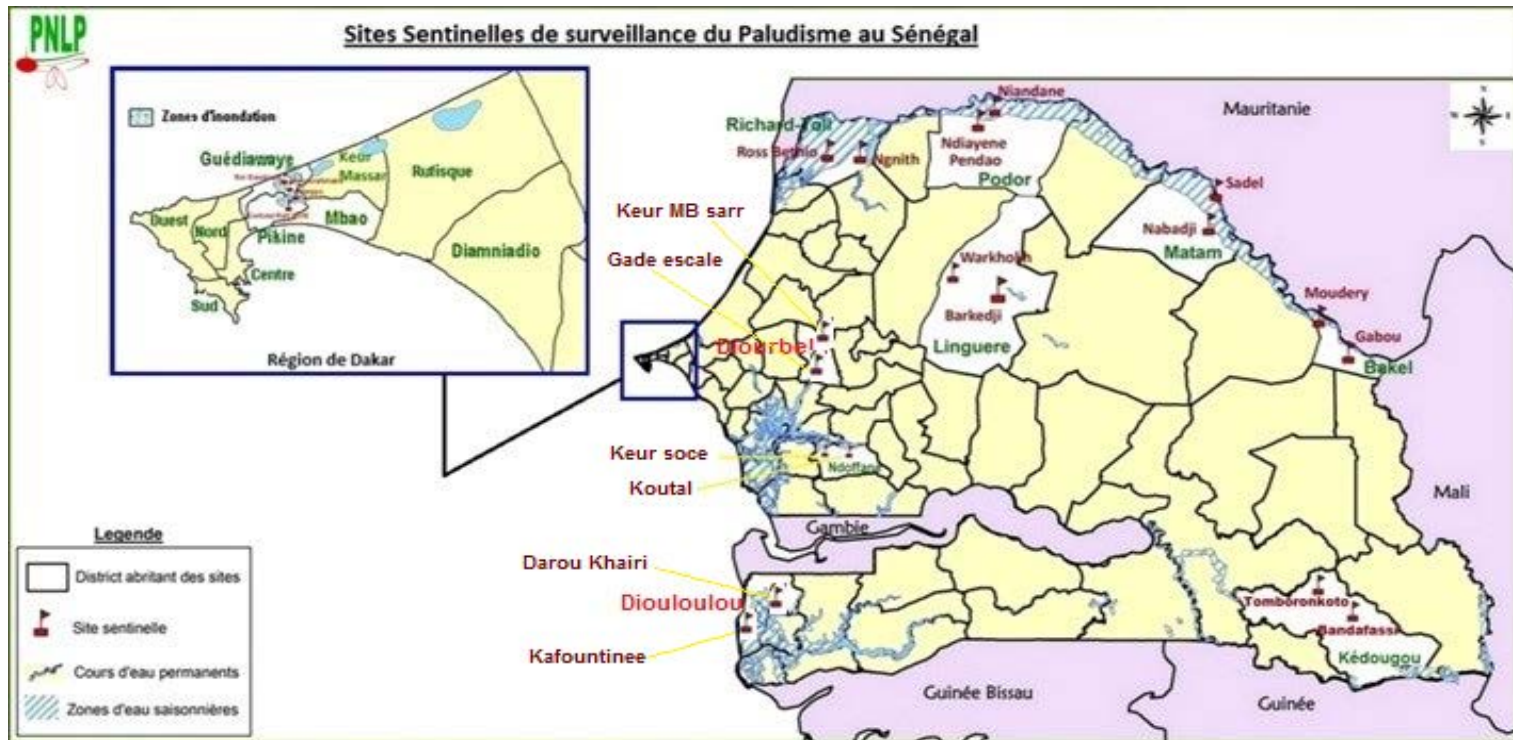 PNLP
Sites Sentinelles de surveillance du Paludisme au Sénégal
Zones d'inondation
Guédiawaye
Keur
Massar
Rufisque
Ouest
Nord
Pikine
Mbao
Diamniadio
Centre
Sud
Région de Dakar
Niandane
Mauritanie
Richard-Toll
Ross Bethio
Ngnith
Ndiayene
Pendao
Podor
Sadel
Nabadji
Matam
Keur MB sarr
Gade escale
Warkhokh
Barkedji
Linguere
Moudery
Gabou
Bakel
Diourbel
Keur soce
Ndoffane
Koutal
Mali
Gambie
Darou Khairi
Diouloulou
Kafountinee
Tomboronkoto
Bandafassi
Kédougou
Guinée Bissau
Guinée
Legende
District abritant des sites
Site sentinelle
Cours d'eau permanents
Zones d'eau saisonnières